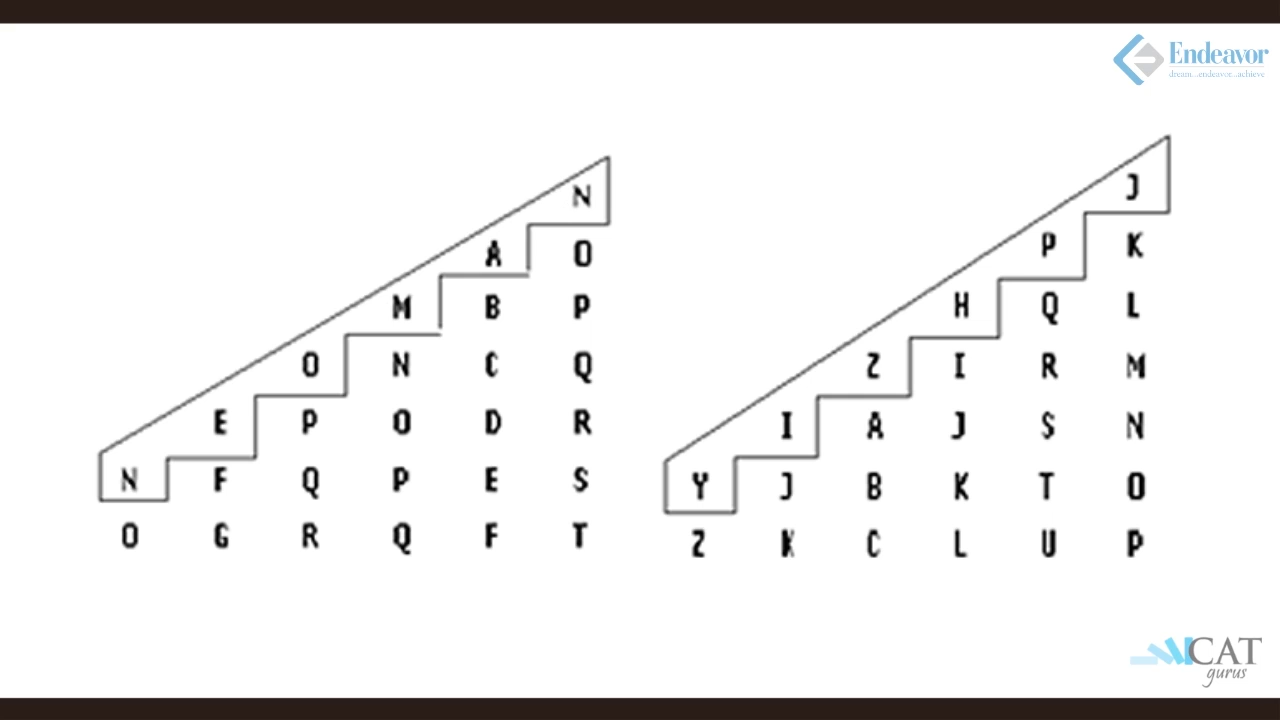 Endeavor
dream...endeavor...achieve
N
A O
M B P
O N C Q
E P O D R
N F Q P E S
O G R Q F T
J
P K
H Q L
Z I R M
I A J S N
Y J B K T O
Z K C L U P
CAT
gurus